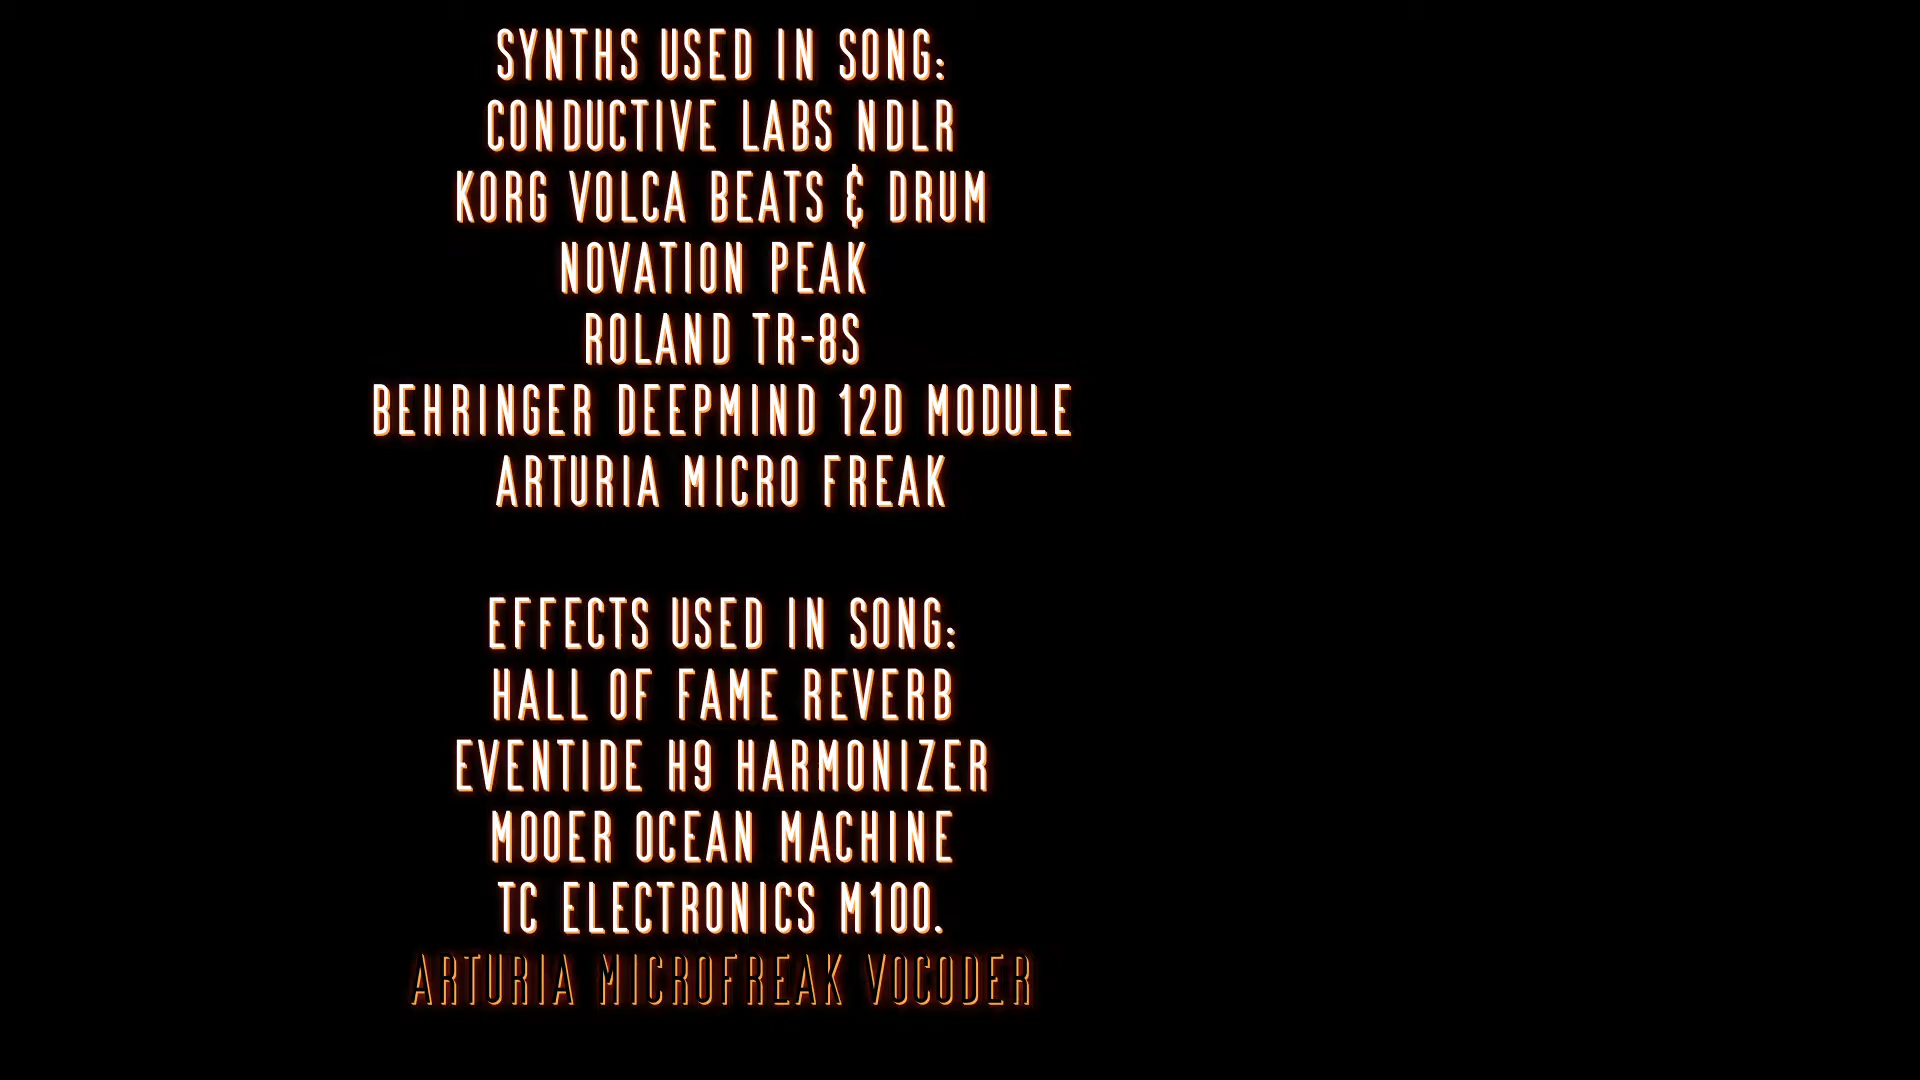 SYNTHS USED IN SONG:
CONDUCTIVE LABS NDLR
KORG VOLCA BEATS & DRUM
NOVATION PEAK
ROLAND TR-8S
BEHRINGER DEEPMIND 12D MODULE
ARTURIA MICRO FREAK
EFFECTS USED IN SONG:
HALL OF FAME REVERB
EVENTIDE H9 HARMONIZER
MOOER OCEAN MACHINE
TC ELECTRONICS M100.
ARTURIA MICROFREAK VOCODER